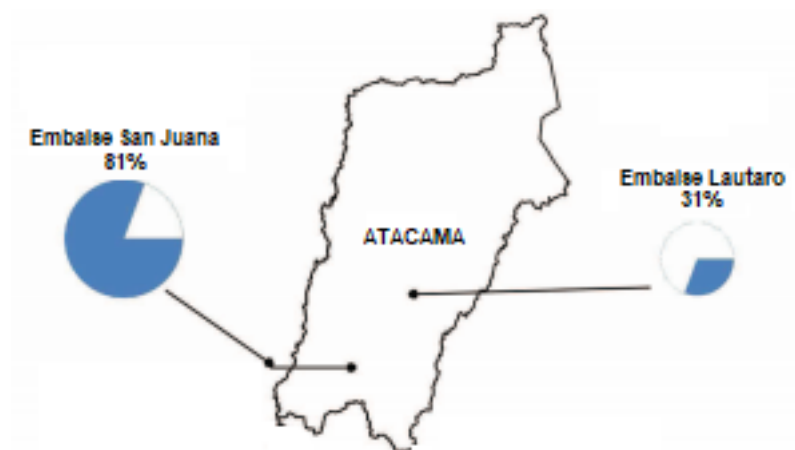 Embalse San Juana
81%
Embalse Lautaro
31%
ATACAMA